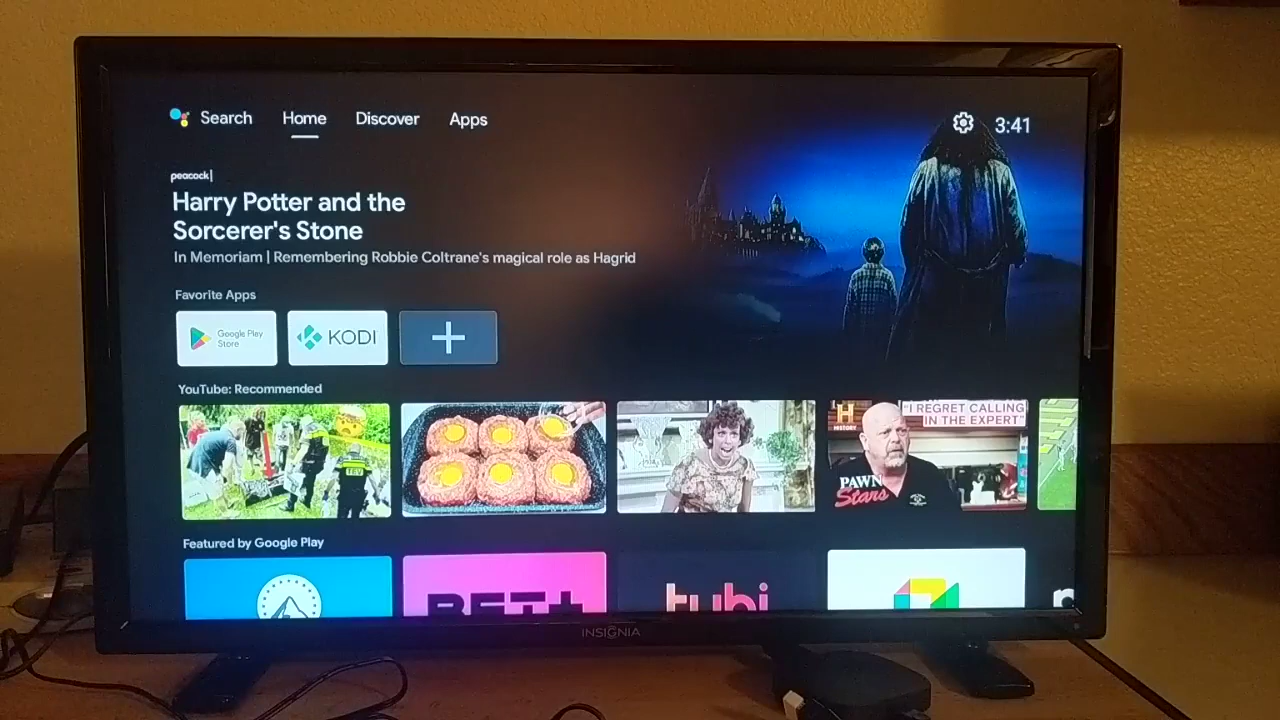 Search Home Discover Apps
3:41
peacock
Harry Potter and the
Sorcerer's Stone
In Memoriam | Remembering Robbie Coltrane's magical role as Hagrid
Favorite Apps
Google Play
Store
KODI
YouTube: Recommended
H
HISTORY
"I REGRET CALLING
IN THE EXPERT"
PAWN
Stars
Featured by Google Play
BET+
tubi
INSIGNIA